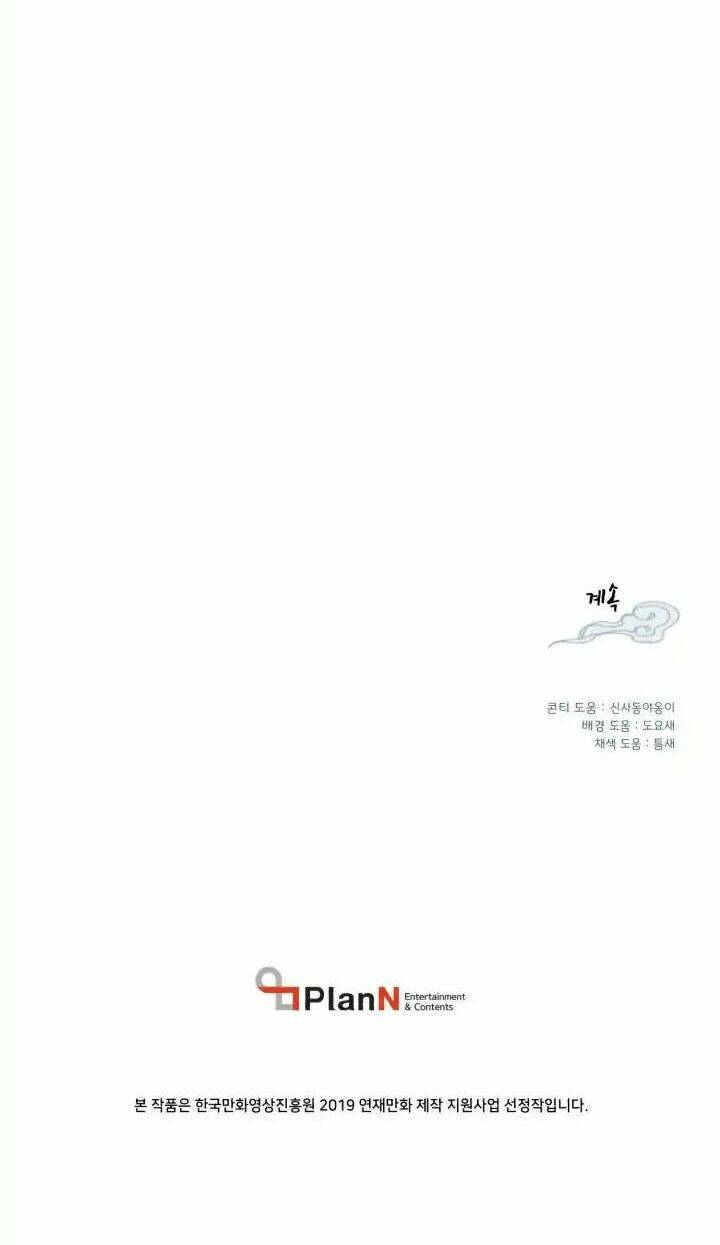 계속
콘티 도움 : 신사동야옹이
배경 도움 : 도요새
채색 도움 : 틈새
PlanN Entertainment
& Contents
본 작품은 한국만화영상진흥원 2019 연재만화 제작 지원사업 선정작입니다.